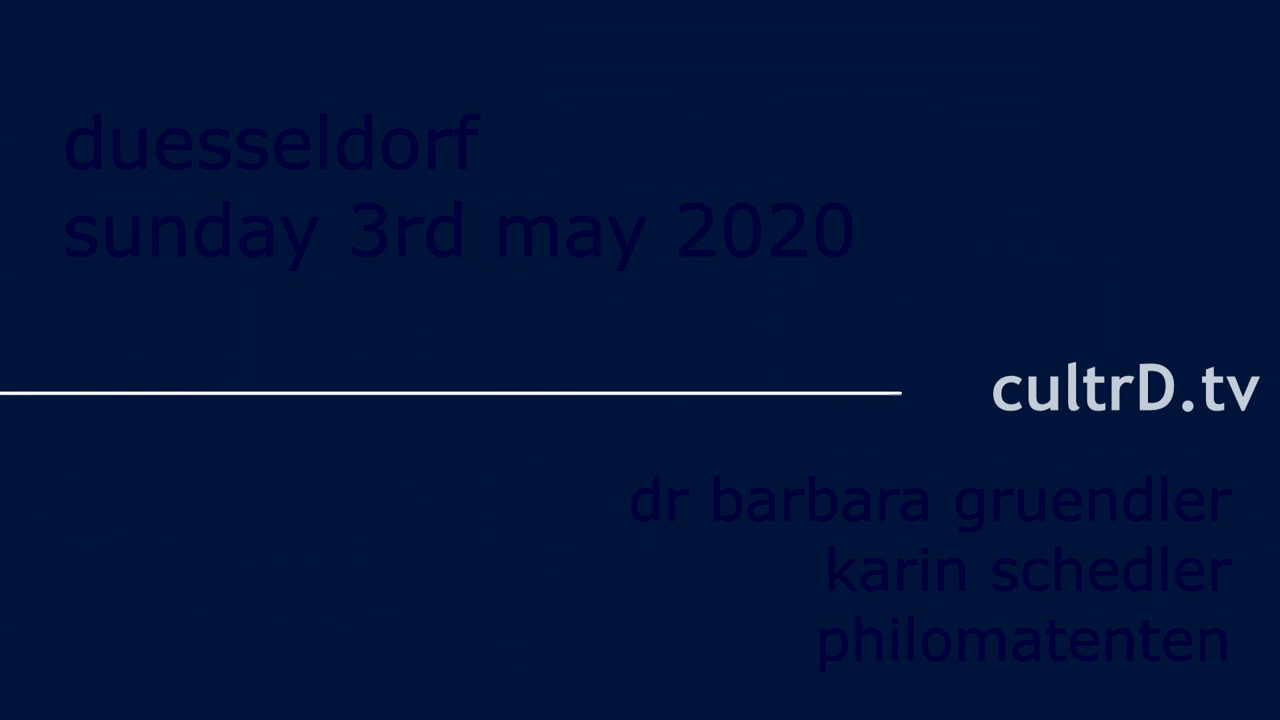 duesseldorf
sunday 3rd may 2020
cultrD.tv
dr barbara gruendler
karin schedler
philomatenten